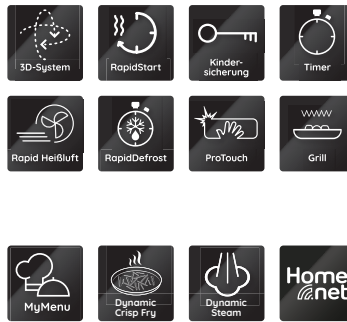 3D-System
RapidStart
Kinder-
sicherung
Timer
Rapid Heißluft
RapidDefrost
ProTouch
Grill
MyMenu
Dynamic
Crisp Fry
Dynamic
Steam
Home
.net